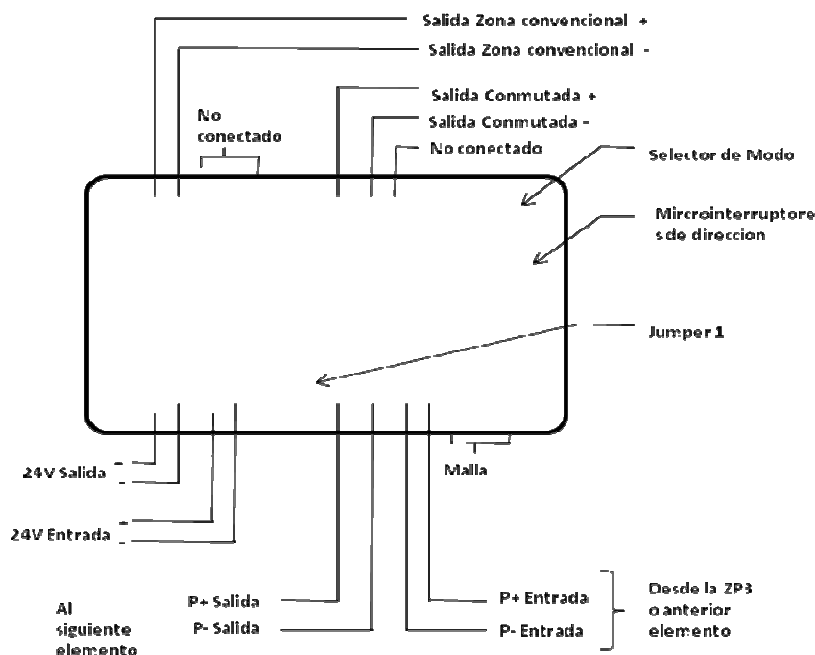 Salida Zona convencional +
Salida Zona convencional -
No
conectado
Salida Conmutada +
Salida Conmutada -
No conectado
Selector de Modo
Mircrointerruptore
s de direccion
Jumper 1
24V Salida
Malla
24V Entrada
P+ Salida
P- Salida
Al
siguiente
elemento
P+ Entrada
P- Entrada
Desde la ZP3
o anterior
elemento